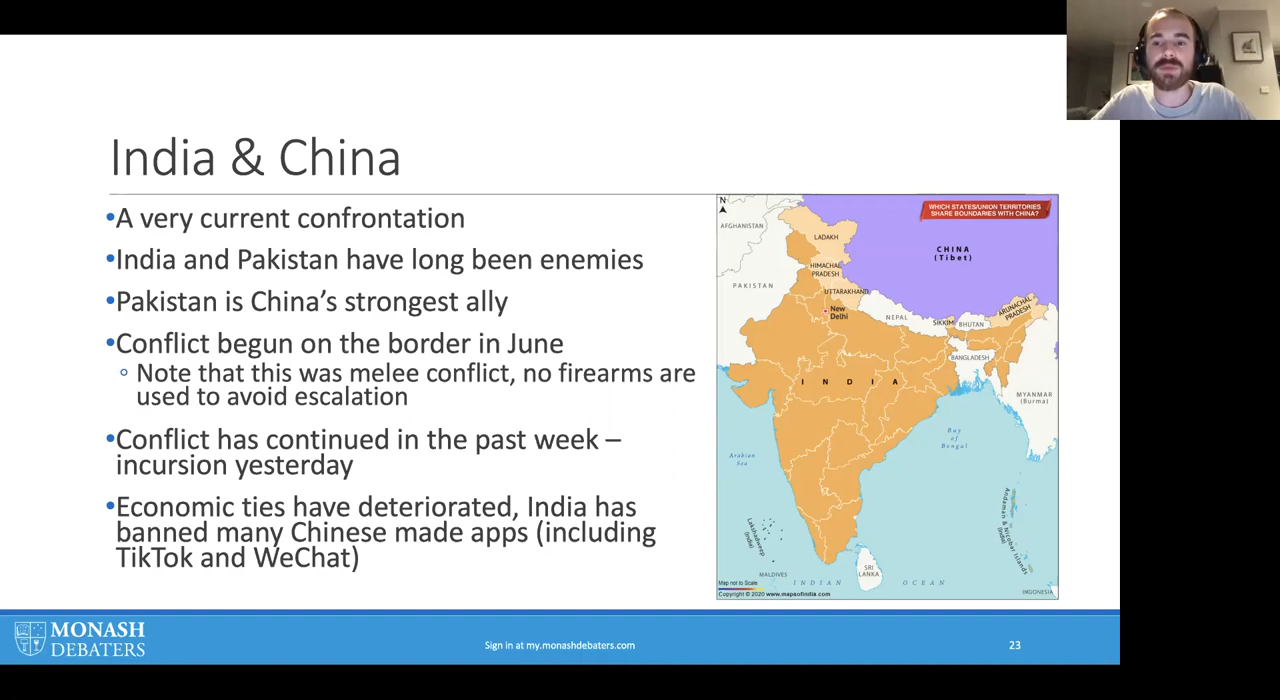 India & China
•A very current confrontation
•India and Pakistan have long been enemies
•Pakistan is China’s strongest ally
•Conflict begun on the border in June
◦ Note that this was melee conflict, no firearms are
used to avoid escalation
•Conflict has continued in the past week –
incursion yesterday
•Economic ties have deteriorated, India has
banned many Chinese made apps (including
TikTok and WeChat)
N
WHICH STATES/UNION TERRITORIES
SHARE BOUNDARIES WITH CHINA?
AFGHANISTAN
LADAKH
CHINA
(Tibet)
HIMACHAL
PRADESH
PAKISTAN
UTTARAKHAND
New
Delhi
NEPAL
SIKKIM
BHUTAN
ARUNACHAL
PRADESH
BANGLADESH
INDIA
MYANMAR
(Burma)
Bay
of
Bengal
Arabian
Sea
Lakshadweep
(India)
Andaman & Nicobar Islands
(India)
SRI
LANKA
MALDIVES
INDIAN OCEAN
INDONESIA
Map not to Scale
Copyright © 2020 www.mapsofindia.com
MONASH
DEBATERS
Sign in at my.monashdebaters.com
23